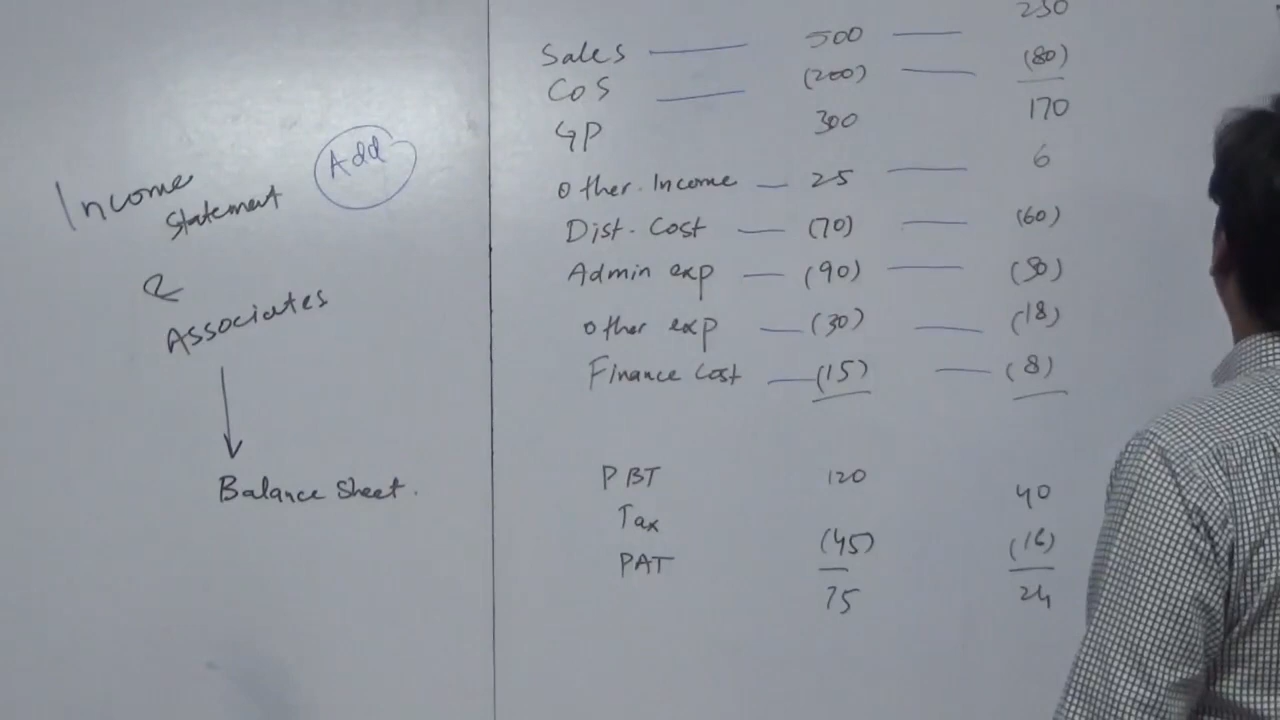 Income
Statement
Add
&
Associates
Balance Sheet.
250
Sales — 500 —
COS — (200) — (80)
GP 300 170
Other. Income — 25 — 6
Dist. Cost — (70) — (60)
Admin exp — (90) — (50)
Other exp — (30) — (18)
Finance Cost — (15) — (8)
PBT 120 40
Tax (45) (16)
PAT 75 24